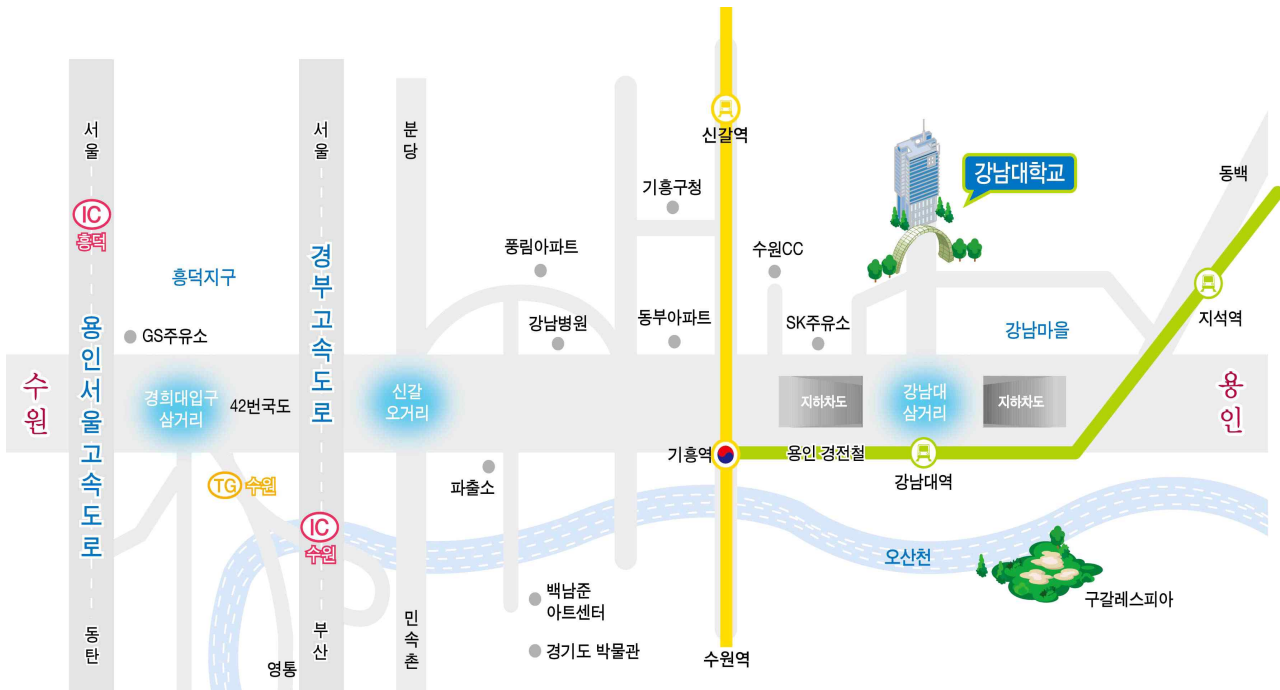 서울
서울
분당
신갈역
강남대학교
동백
기흥구청
IC
흥덕
풍림아파트
수원CC
흥덕지구
경부고속도로
지석역
GS주유소
강남병원
동부아파트
SK주유소
강남마을
용인서울고속도로
수원
경희대입구
삼거리
42번국도
신갈
오거리
지하차도
강남대
삼거리
지하차도
용인
기흥역
용인 경전철
강남대역
TG 수원
파출소
IC
수원
오산천
백남준
아트센터
구갈레스피아
동탄
영통
부산
민속촌
경기도 박물관
수원역